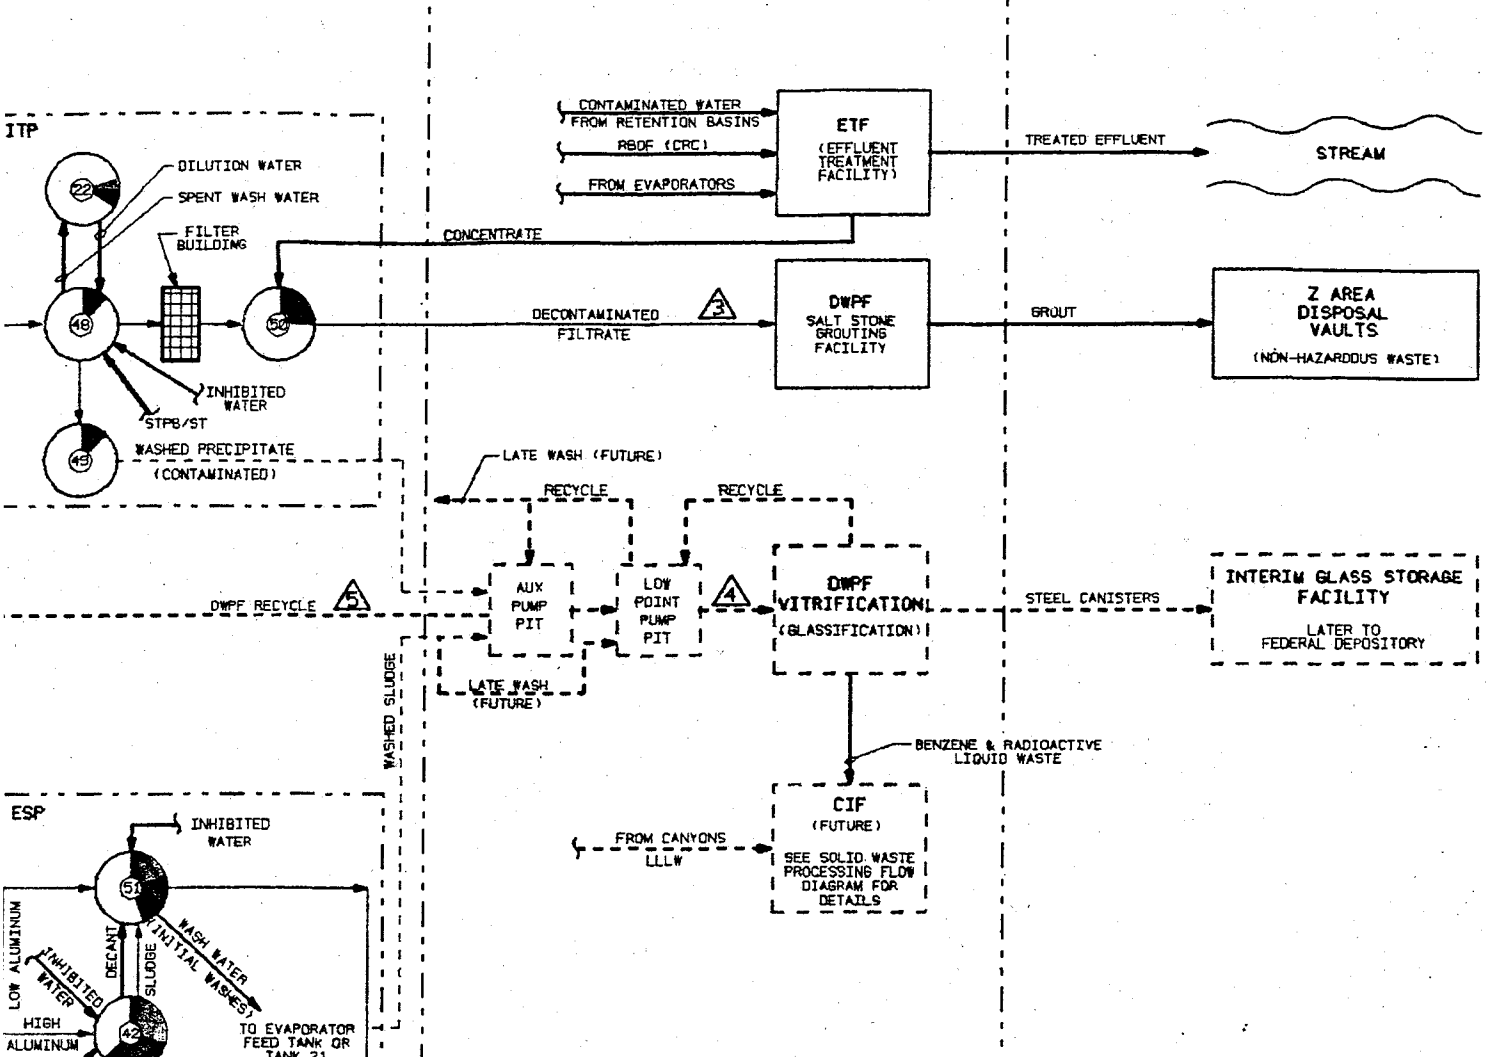 ITP
22
DILUTION WATER
SPENT WASH WATER
FILTER
BUILDING
48
50
INHIBITED
WATER
STPB/ST
49
WASHED PRECIPITATE
(CONTAMINATED)
CONTAMINATED WATER
FROM RETENTION BASINS
RBOF (CRC)
FROM EVAPORATORS
ETF
(EFFLUENT
TREATMENT
FACILITY)
TREATED EFFLUENT
STREAM
CONCENTRATE
DECONTAMINATED
FILTRATE
3
DWPF
SALT STONE
GROUTING
FACILITY
GROUT
Z AREA
DISPOSAL
VAULTS
(NON-HAZARDOUS WASTE)
LATE WASH (FUTURE)
RECYCLE
RECYCLE
DWPF RECYCLE
5
AUX
PUMP
PIT
LOW
POINT
PUMP
PIT
4
DWPF
VITRIFICATION
(GLASSIFICATION)
STEEL CANISTERS
INTERIM GLASS STORAGE
FACILITY
LATER TO
FEDERAL DEPOSITORY
LATE WASH
(FUTURE)
WASHED SLUDGE
BENZENE & RADIOACTIVE
LIQUID WASTE
CIF
(FUTURE)
SEE SOLID WASTE
PROCESSING FLOW
DIAGRAM FOR
DETAILS
FROM CANYONS
LLLW
ESP
INHIBITED
WATER
51
LOW ALUMINUM
INHIBITED
WATER
DECANT
SLUDGE
WASH WATER
(INITIAL WASHES)
HIGH
ALUMINUM
42
TO EVAPORATOR
FEED TANK OR
TANK 21